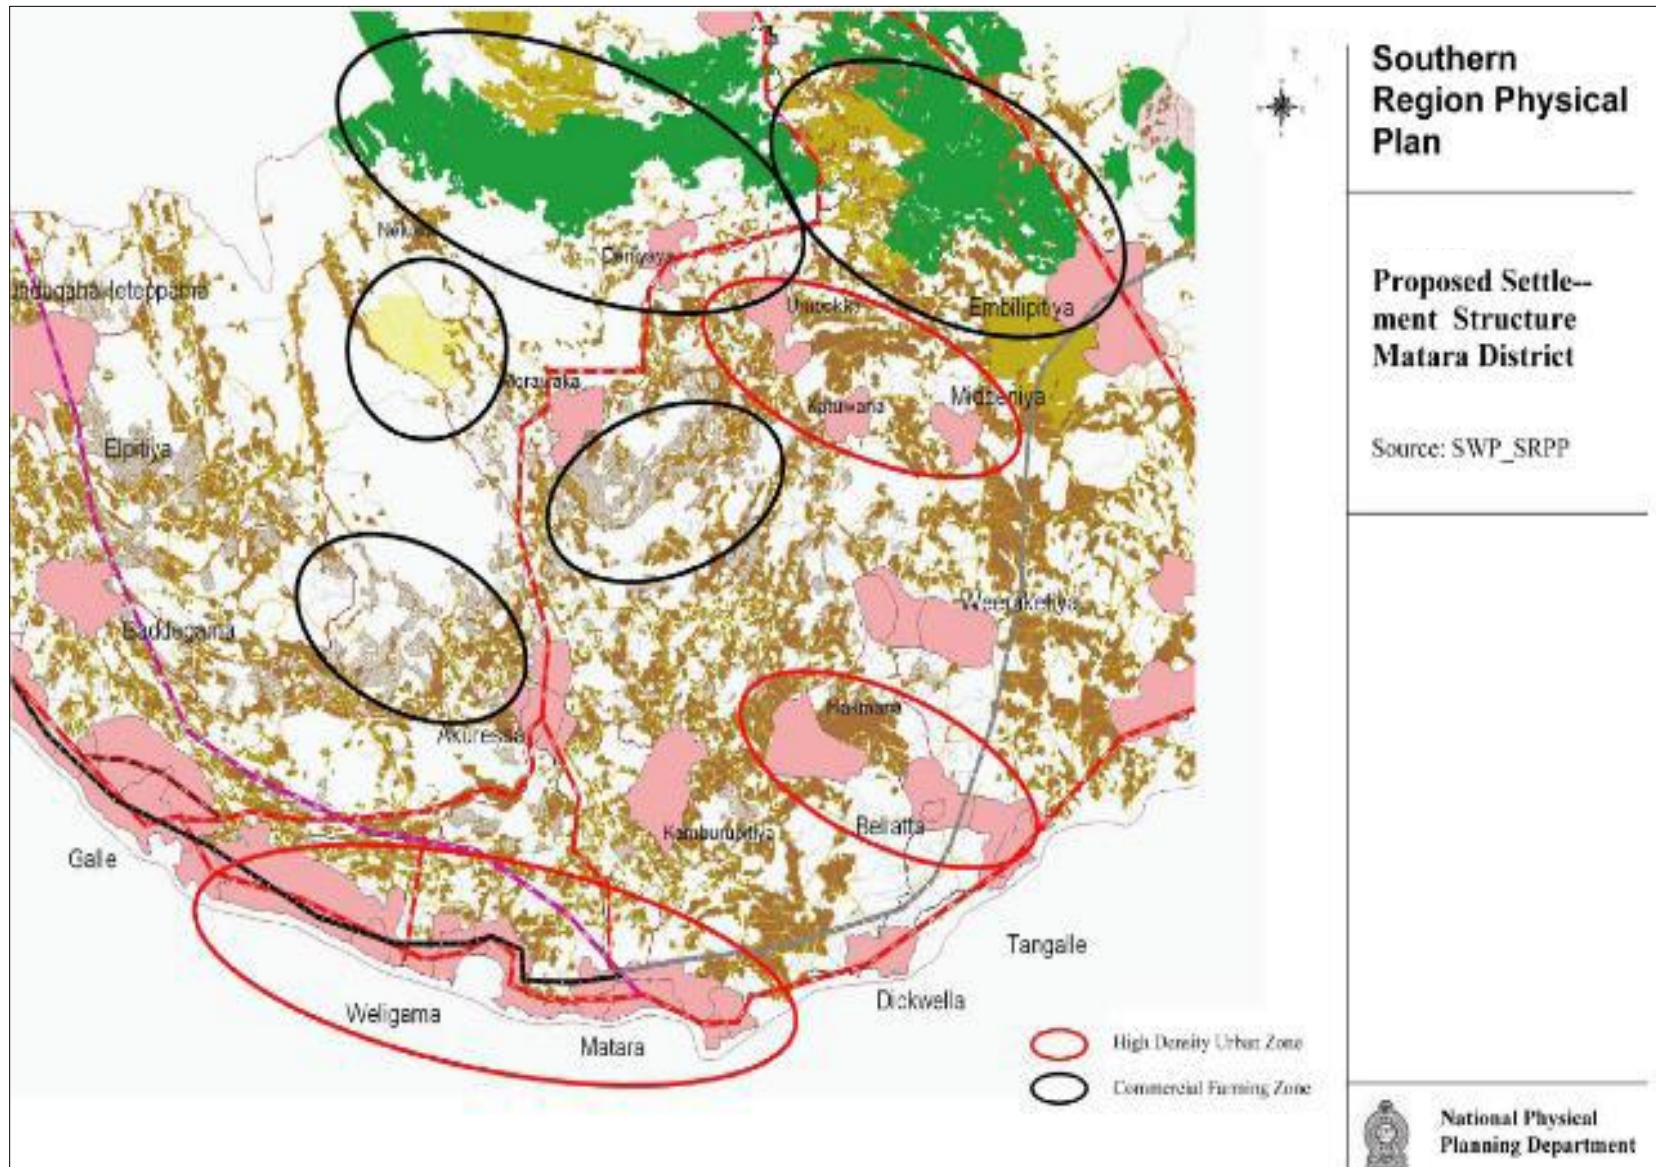 Southern
Region Physical
Plan
Proposed Settle--
ment Structure
Matara District
Source: SWP_SRPP
Deniyaya
Embilipitiya
Morawaka
Katuwana
Elpitiya
Weeraketiya
Baddegama
Hakmana
Akuressa
Kamburupitiya
Beliatta
Galle
Tangalle
Dickwella
Weligama
Matara
High Density Urban Zone
Commercial Farming Zone
National Physical
Planning Department